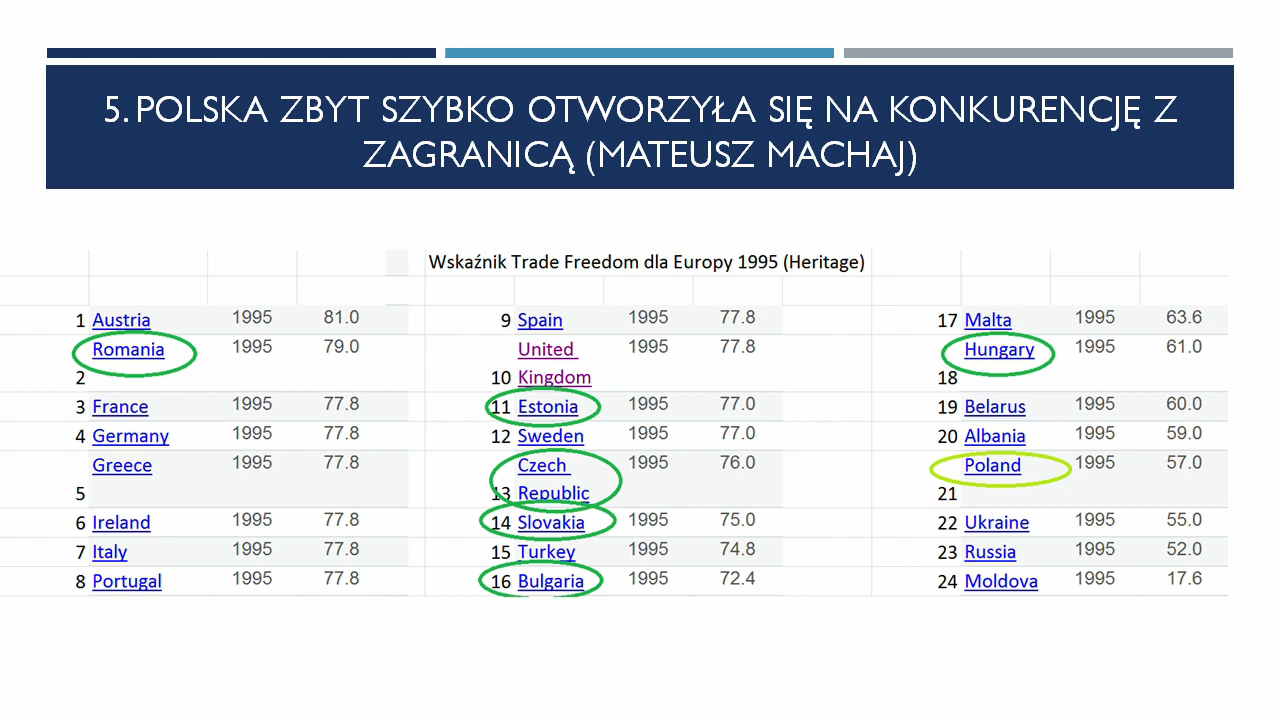 5. POLSKA ZBYT SZYBKO OTWORZYŁA SIĘ NA KONKURENCJĘ Z
ZAGRANICĄ (MATEUSZ MACHAJ)
Wskaźnik Trade Freedom dla Europy 1995 (Heritage)
1 Austria 1995 81.0
Romania 1995 79.0
2
3 France 1995 77.8
4 Germany 1995 77.8
Greece 1995 77.8
5
6 Ireland 1995 77.8
7 Italy 1995 77.8
8 Portugal 1995 77.8
9 Spain 1995 77.8
United 1995 77.8
10 Kingdom
11 Estonia 1995 77.0
12 Sweden 1995 77.0
Czech 1995 76.0
13 Republic
14 Slovakia 1995 75.0
15 Turkey 1995 74.8
16 Bulgaria 1995 72.4
17 Malta 1995 63.6
Hungary 1995 61.0
18
19 Belarus 1995 60.0
20 Albania 1995 59.0
Poland 1995 57.0
21
22 Ukraine 1995 55.0
23 Russia 1995 52.0
24 Moldova 1995 17.6